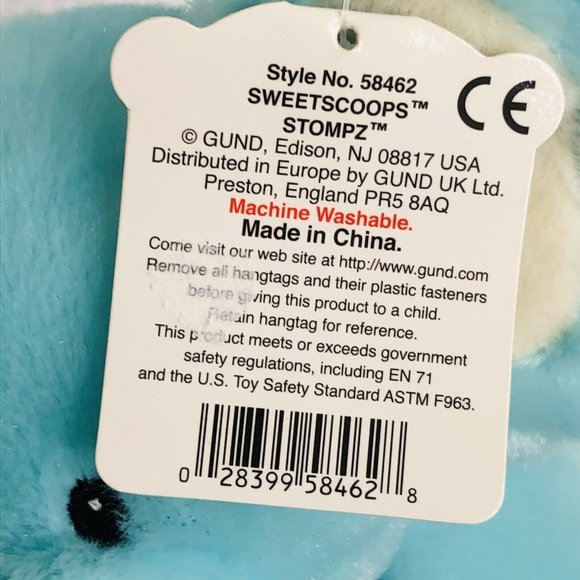 Style No. 58462
SWEETSCOOPS™
STOMPZ™
CE
© GUND, Edison, NJ 08817 USA
Distributed in Europe by GUND UK Ltd.
Preston, England PR5 8AQ
Machine Washable.
Made in China.
Come visit our web site at http://www.gund.com
Remove all hangtags and their plastic fasteners
before giving this product to a child.
Retain hangtag for reference.
This product meets or exceeds government
safety regulations, including EN 71
and the U.S. Toy Safety Standard ASTM F963.
0 28399 58462 8